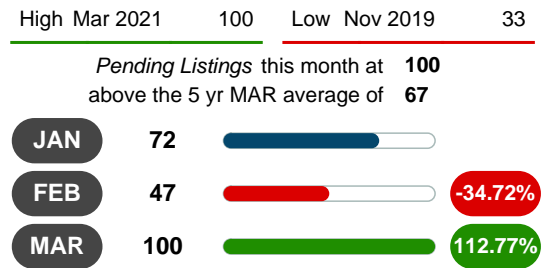 High Mar 2021 100 Low Nov 2019 33
Pending Listings this month at 100
above the 5 yr MAR average of 67
JAN 72
FEB 47 -34.72%
MAR 100 112.77%